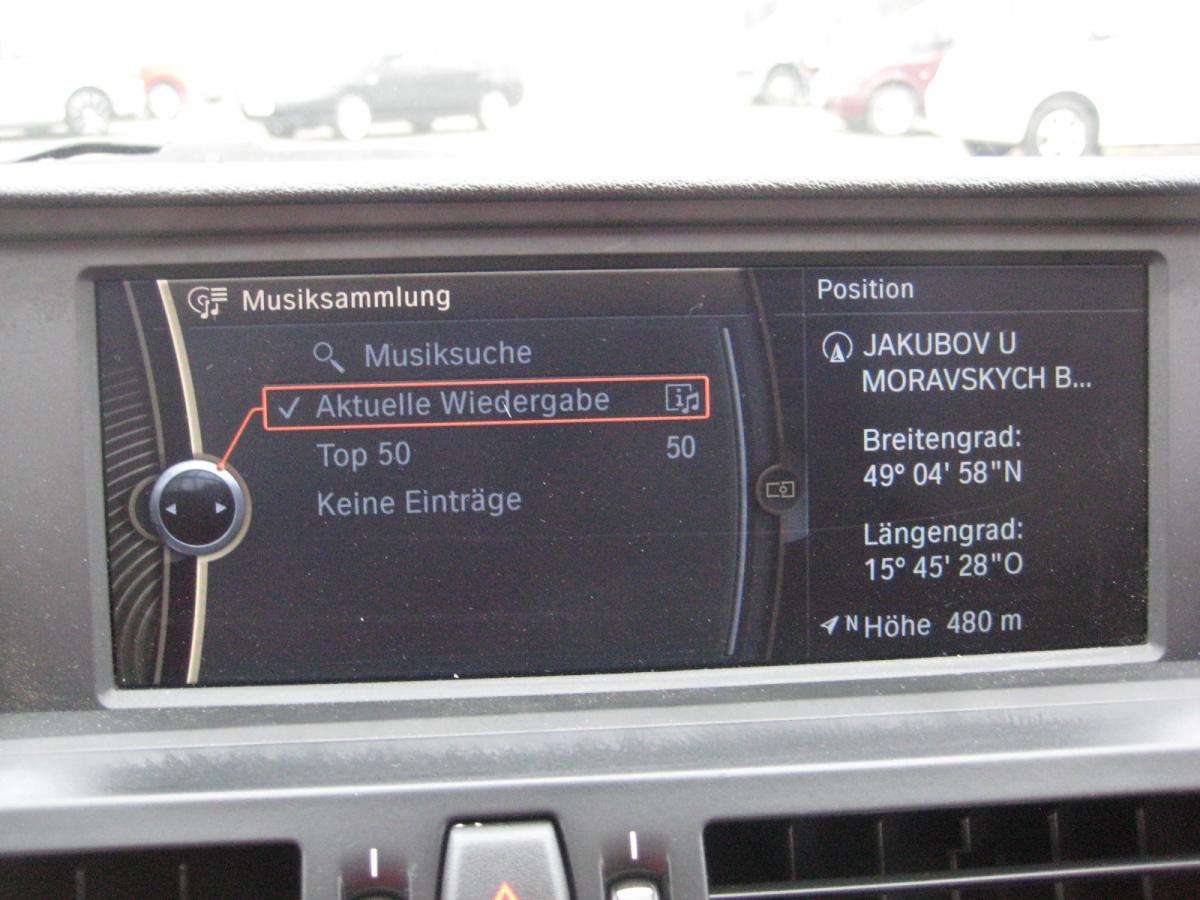 Musiksammlung
Musiksuche
Aktuelle Wiedergabe
Top 50 50
Keine Einträge
Position
JAKUBOV U
MORAVSKYCH B...
Breitengrad:
49° 04' 58"N
Längengrad:
15° 45' 28"O
N Höhe 480 m